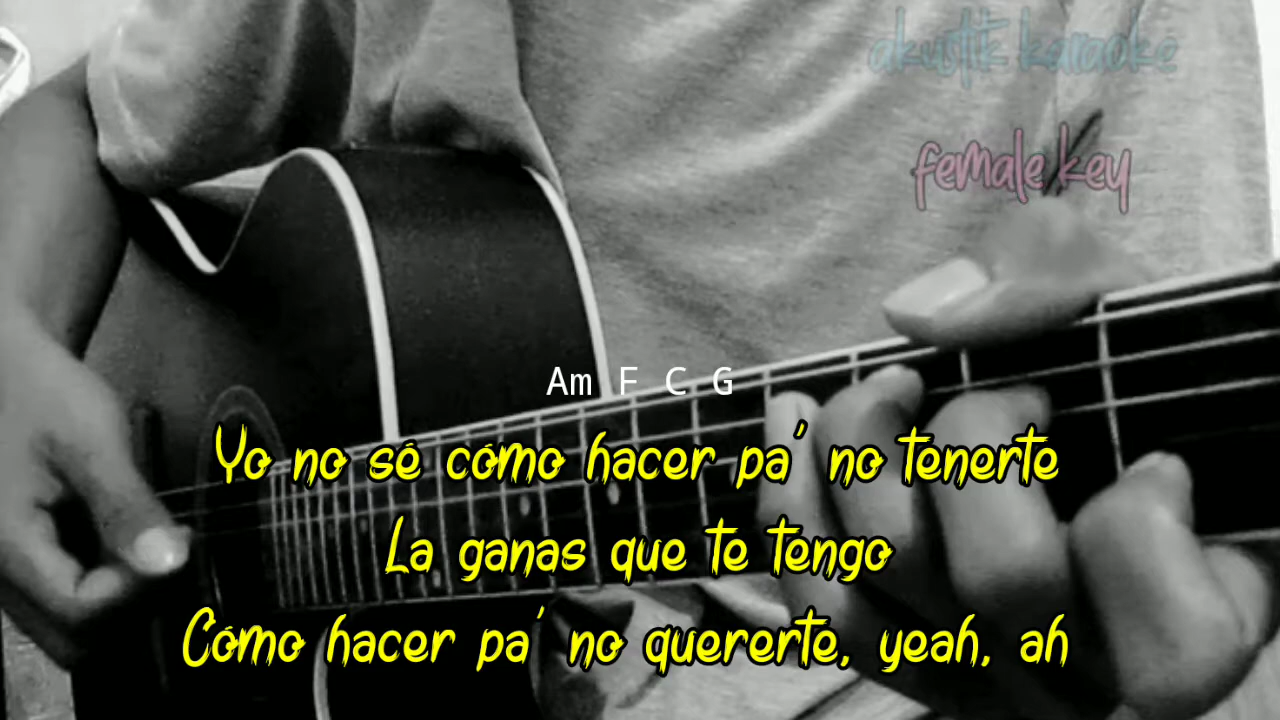 akustik karaoke
female key
Am F C G
Yo no sé cómo hacer pa' no tenerte
La ganas que te tengo
Cómo hacer pa' no quererte, yeah, ah